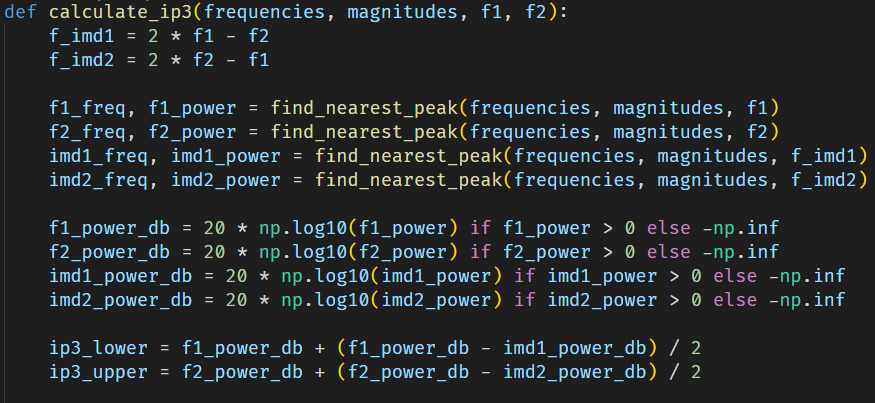 def calculate_ip3(frequencies, magnitudes, f1, f2):
    f_imd1 = 2 * f1 - f2
    f_imd2 = 2 * f2 - f1

    f1_freq, f1_power = find_nearest_peak(frequencies, magnitudes, f1)
    f2_freq, f2_power = find_nearest_peak(frequencies, magnitudes, f2)
    imd1_freq, imd1_power = find_nearest_peak(frequencies, magnitudes, f_imd1)
    imd2_freq, imd2_power = find_nearest_peak(frequencies, magnitudes, f_imd2)

    f1_power_db = 20 * np.log10(f1_power) if f1_power > 0 else -np.inf
    f2_power_db = 20 * np.log10(f2_power) if f2_power > 0 else -np.inf
    imd1_power_db = 20 * np.log10(imd1_power) if imd1_power > 0 else -np.inf
    imd2_power_db = 20 * np.log10(imd2_power) if imd2_power > 0 else -np.inf

    ip3_lower = f1_power_db + (f1_power_db - imd1_power_db) / 2
    ip3_upper = f2_power_db + (f2_power_db - imd2_power_db) / 2